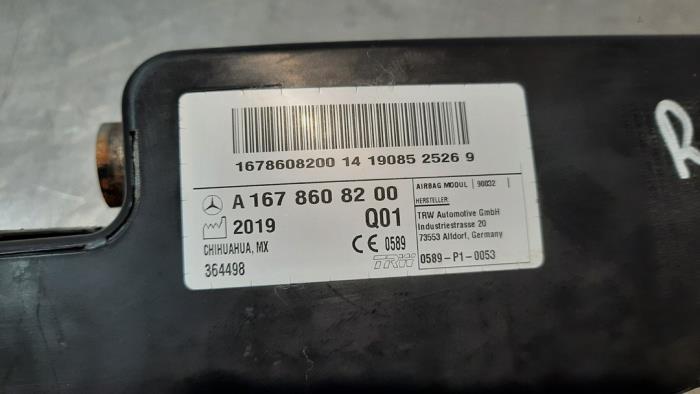 1678608200 14 19085 2526 9
A 167 860 82 00
Q01
2019
CHIHUAHUA, MX
364498
CE 0589
TRW
AIRBAG MODUL 90032
HERSTELLER
TRW Automotive GmbH
Industriestrasse 20
73553 Alfdorf, Germany
0589-P1-0053
R